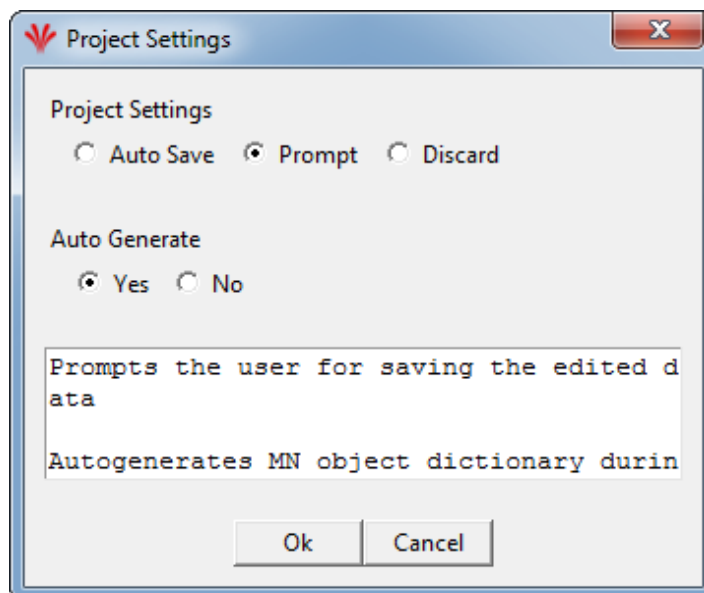 Project Settings
Project Settings
Auto Save Prompt Discard
Auto Generate
Yes No
Prompts the user for saving the edited d
ata
Autogenerates MN object dictionary durin
Ok Cancel